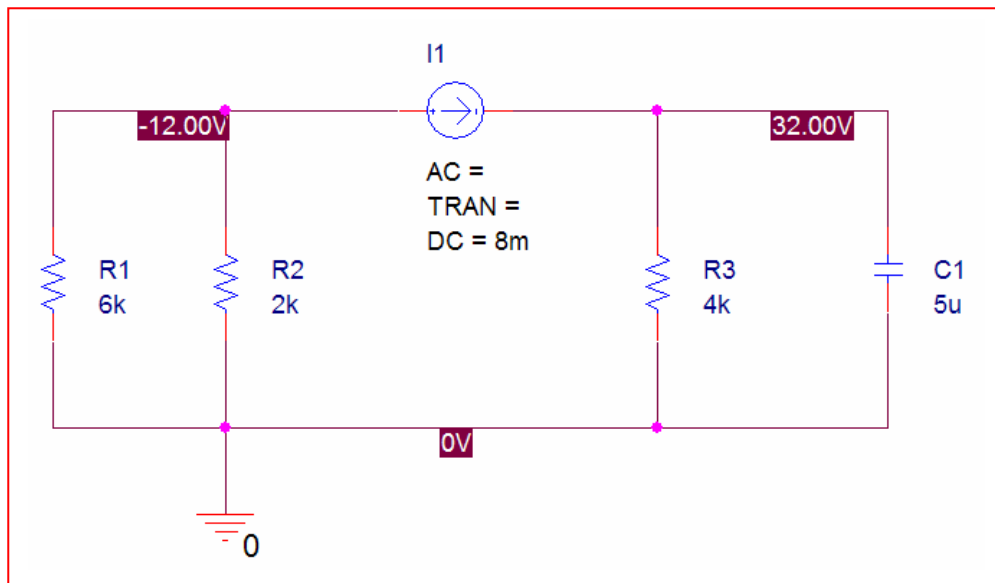 I1
-12.00V
32.00V
AC =
TRAN =
DC = 8m
R1
6k
R2
2k
R3
4k
C1
5u
0V
0